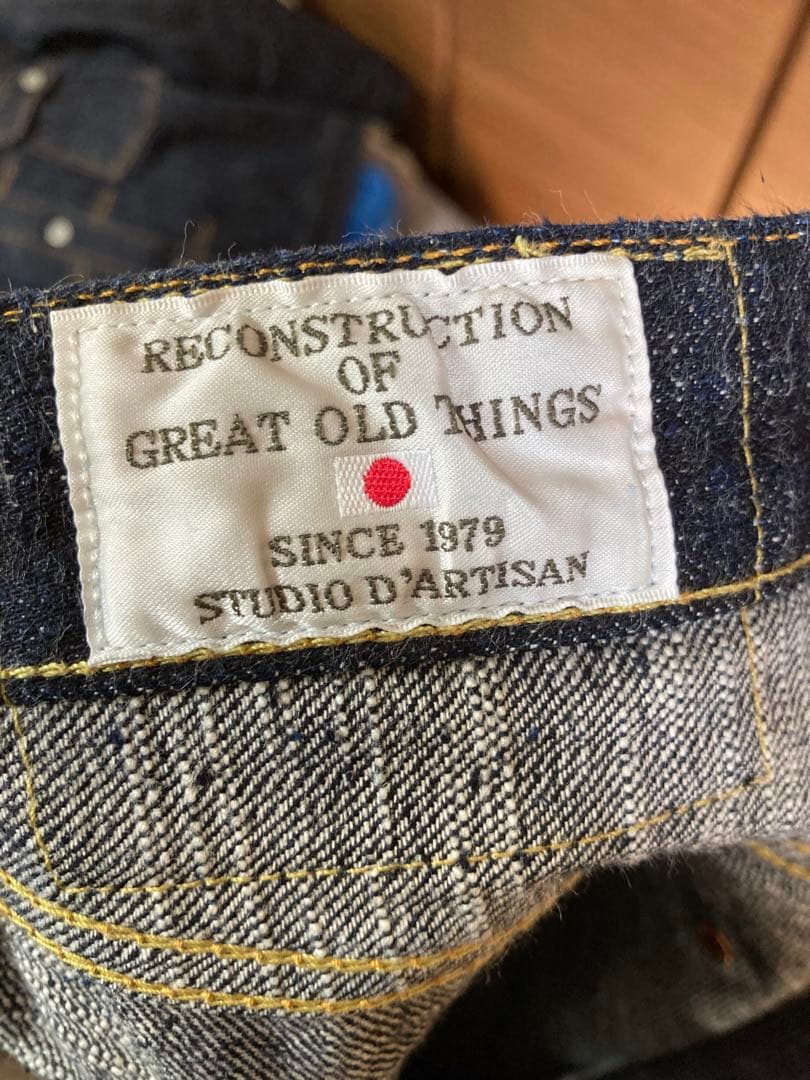 RECONSTRUCTION
OF
GREAT OLD THINGS
SINCE 1979
STUDIO D'ARTISAN